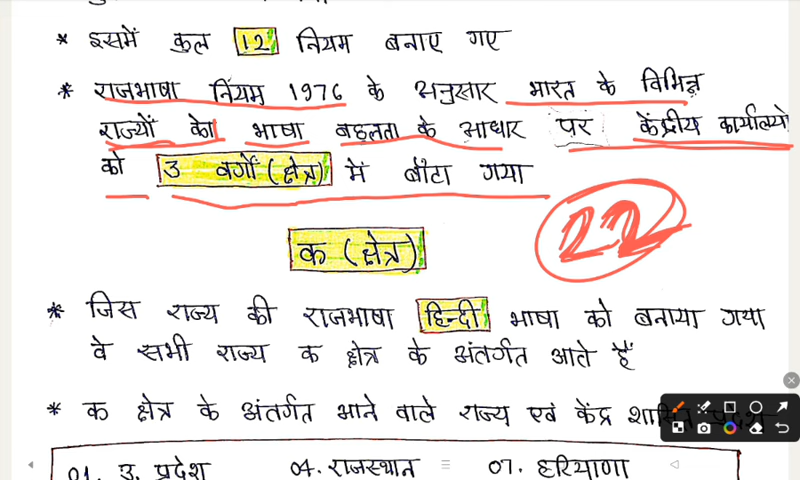 * इसमें कुल 12 नियम बनाए गए
* राजभाषा नियम 1976 के अनुसार भारत के विभिन्न
राज्यों को भाषा बहुलता के आधार पर केंद्रीय कार्यालयो
को 3 वर्गों (क्षेत्र) में बाँटा गया
22
क (क्षेत्र)
* जिस राज्य की राजभाषा हिन्दी भाषा को बनाया गया
वे सभी राज्य क क्षेत्र के अंतर्गत आते हैं
* क क्षेत्र के अंतर्गत आने वाले राज्य एवं केंद्र शासित प्रदेश
01. उ. प्रदेश 04. राजस्थान 07. हरियाणा